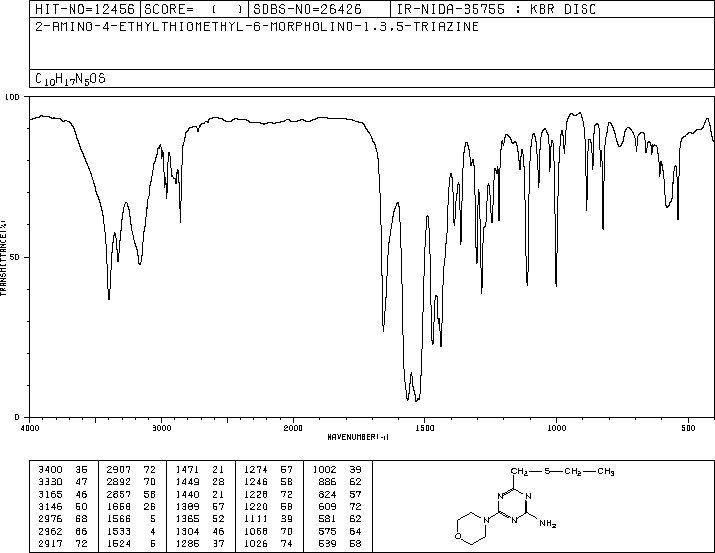 HIT-NO=12456 SCORE= ( ) SDBS-NO=26426 IR-NIDA-35755 : KBR DISC
2-AMINO-4-ETHYLTHIOMETHYL-6-MORPHOLINO-1,3,5-TRIAZINE
C10H17N5OS
100
50
0
TRANSMITTANCE(%)
4000 3000 2000 1500 1000 500
WAVENUMBER(-1)
3400 35 2907 72 1471 21 1274 57 1002 39
3330 47 2892 70 1449 28 1246 58 886 62
3165 46 2857 58 1440 21 1228 72 824 57
3146 50 1658 26 1389 57 1220 58 609 72
2976 68 1566 5 1365 52 1111 39 581 62
2962 66 1533 4 1304 46 1068 70 575 64
2917 72 1524 5 1285 37 1026 74 539 58
CH2 S CH2 CH3
N N
N N NH2
O